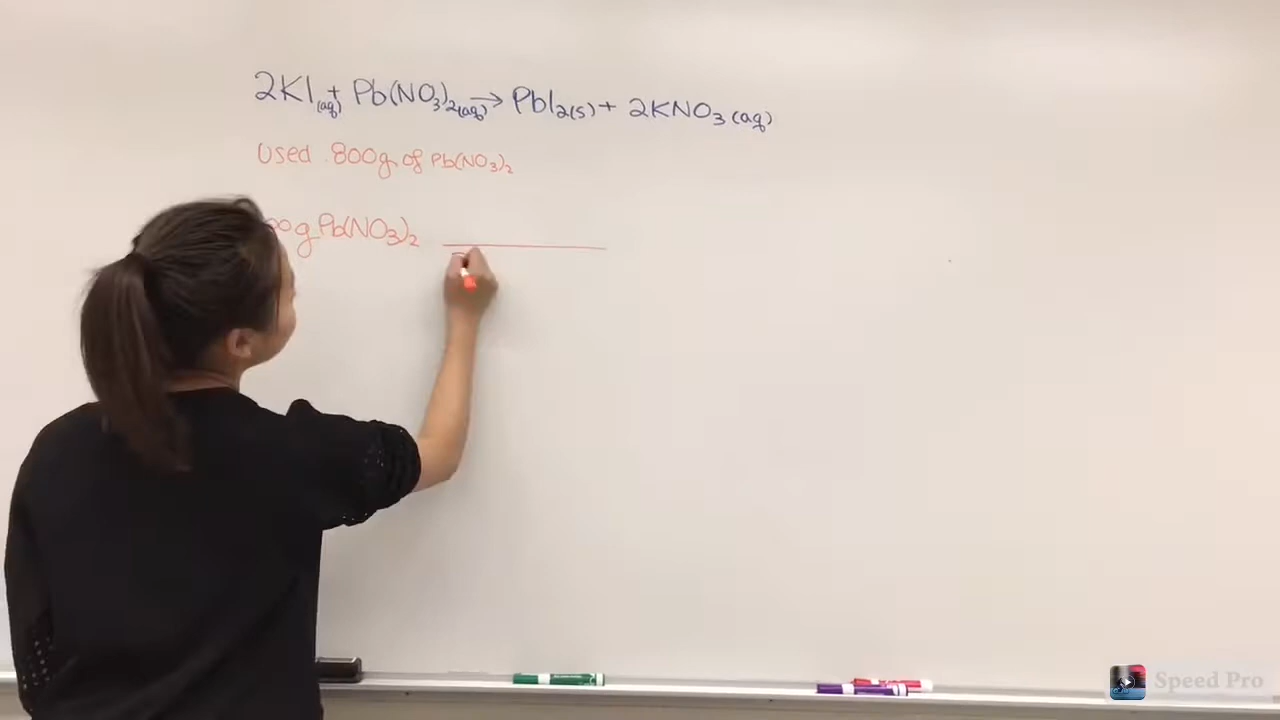 2KI(aq) + Pb(NO3)2(aq) → PbI2(s) + 2KNO3(aq)
Used .800g of Pb(NO3)2
00g Pb(NO3)2
Speed Pro